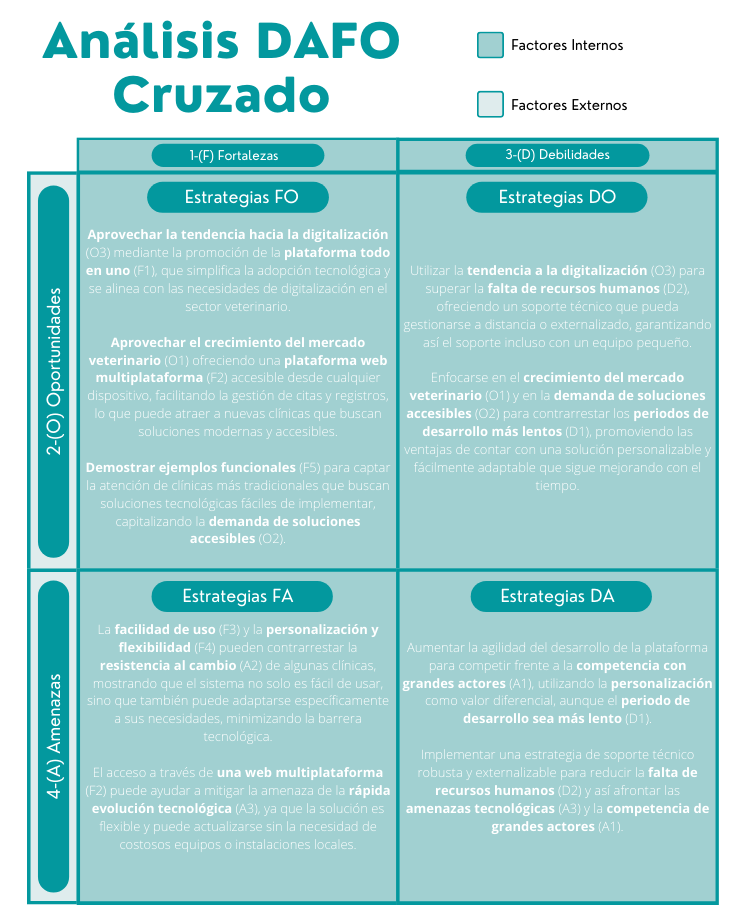 Análisis DAFO
Cruzado
Factores Internos
Factores Externos
1-(F) Fortalezas
3-(D) Debilidades
2-(O) Oportunidades
Estrategias FO
Aprovechar la tendencia hacia la digitalización
(O3) mediante la promoción de la plataforma todo
en uno (F1), que simplifica la adopción tecnológica y
se alinea con las necesidades de digitalización en el
sector veterinario.
Aprovechar el crecimiento del mercado
veterinario (O1) ofreciendo una plataforma web
multiplataforma (F2) accesible desde cualquier
dispositivo, facilitando la gestión de citas y registros,
lo que puede atraer a nuevas clínicas que buscan
soluciones modernas y accesibles.
Demostrar ejemplos funcionales (F5) para captar
la atención de clínicas más tradicionales que buscan
soluciones tecnológicas fáciles de implementar,
capitalizando la demanda de soluciones
accesibles (O2).
Estrategias DO
Utilizar la tendencia a la digitalización (O3) para
superar la falta de recursos humanos (D2),
ofreciendo un soporte técnico que pueda
gestionarse a distancia o externalizado, garantizando
así el soporte incluso con un equipo pequeño.
Enfocarse en el crecimiento del mercado
veterinario (O1) y en la demanda de soluciones
accesibles (O2) para contrarrestar los periodos de
desarrollo más lentos (D1), promoviendo las
ventajas de contar con una solución personalizable y
fácilmente adaptable que sigue mejorando con el
tiempo.
4-(A) Amenazas
Estrategias FA
La facilidad de uso (F3) y la personalización y
flexibilidad (F4) pueden contrarrestar la
resistencia al cambio (A2) de algunas clínicas,
mostrando que el sistema no solo es fácil de usar,
sino que también puede adaptarse específicamente
a sus necesidades, minimizando la barrera
tecnológica.
El acceso a través de una web multiplataforma
(F2) puede ayudar a mitigar la amenaza de la rápida
evolución tecnológica (A3), ya que la solución es
flexible y puede actualizarse sin la necesidad de
costosos equipos o instalaciones locales.
Estrategias DA
Aumentar la agilidad del desarrollo de la plataforma
para competir frente a la competencia con
grandes actores (A1), utilizando la personalización
como valor diferencial, aunque el periodo de
desarrollo sea más lento (D1).
Implementar una estrategia de soporte técnico
robusta y externalizable para reducir la falta de
recursos humanos (D2) y así afrontar las
amenazas tecnológicas (A3) y la competencia de
grandes actores (A1).